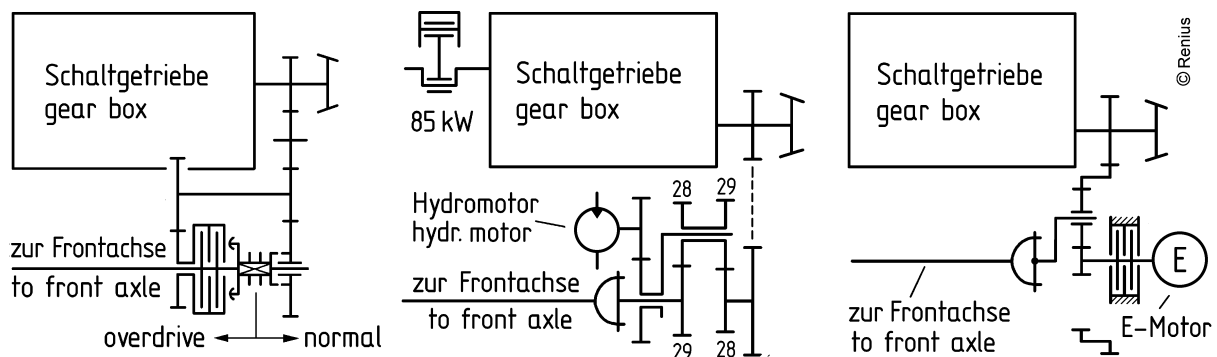 Schaltgetriebe
gear box
zur Frontachse
to front axle
overdrive
normal
85 kW
Schaltgetriebe
gear box
Hydromotor
hydr. motor
28
29
zur Frontachse
to front axle
29
28
Schaltgetriebe
gear box
E
E-Motor
zur Frontachse
to front axle
© Renius